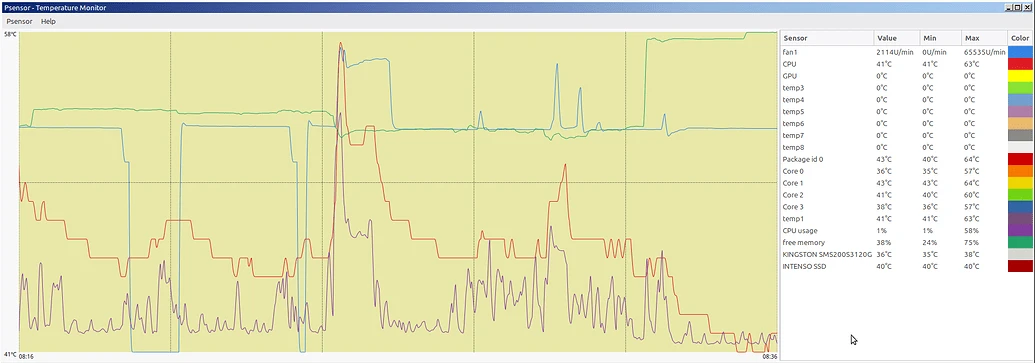 Psensor - Temperature Monitor
Psensor Help
58°C
41°C
08:16
08:36
Sensor Value Min Max Color
fan1 2114U/min 0U/min 65535U/min
CPU 41°C 41°C 63°C
GPU 0°C 0°C 0°C
temp3 0°C 0°C 0°C
temp4 0°C 0°C 0°C
temp5 0°C 0°C 0°C
temp6 0°C 0°C 0°C
temp7 0°C 0°C 0°C
temp8 0°C 0°C 0°C
Package id 0 43°C 40°C 64°C
Core 0 36°C 35°C 57°C
Core 1 43°C 43°C 64°C
Core 2 41°C 40°C 60°C
Core 3 38°C 36°C 57°C
temp1 41°C 41°C 63°C
CPU usage 1% 1% 58%
free memory 38% 24% 75%
KINGSTON SMS200S3120G 36°C 35°C 38°C
INTENSO SSD 40°C 40°C 40°C